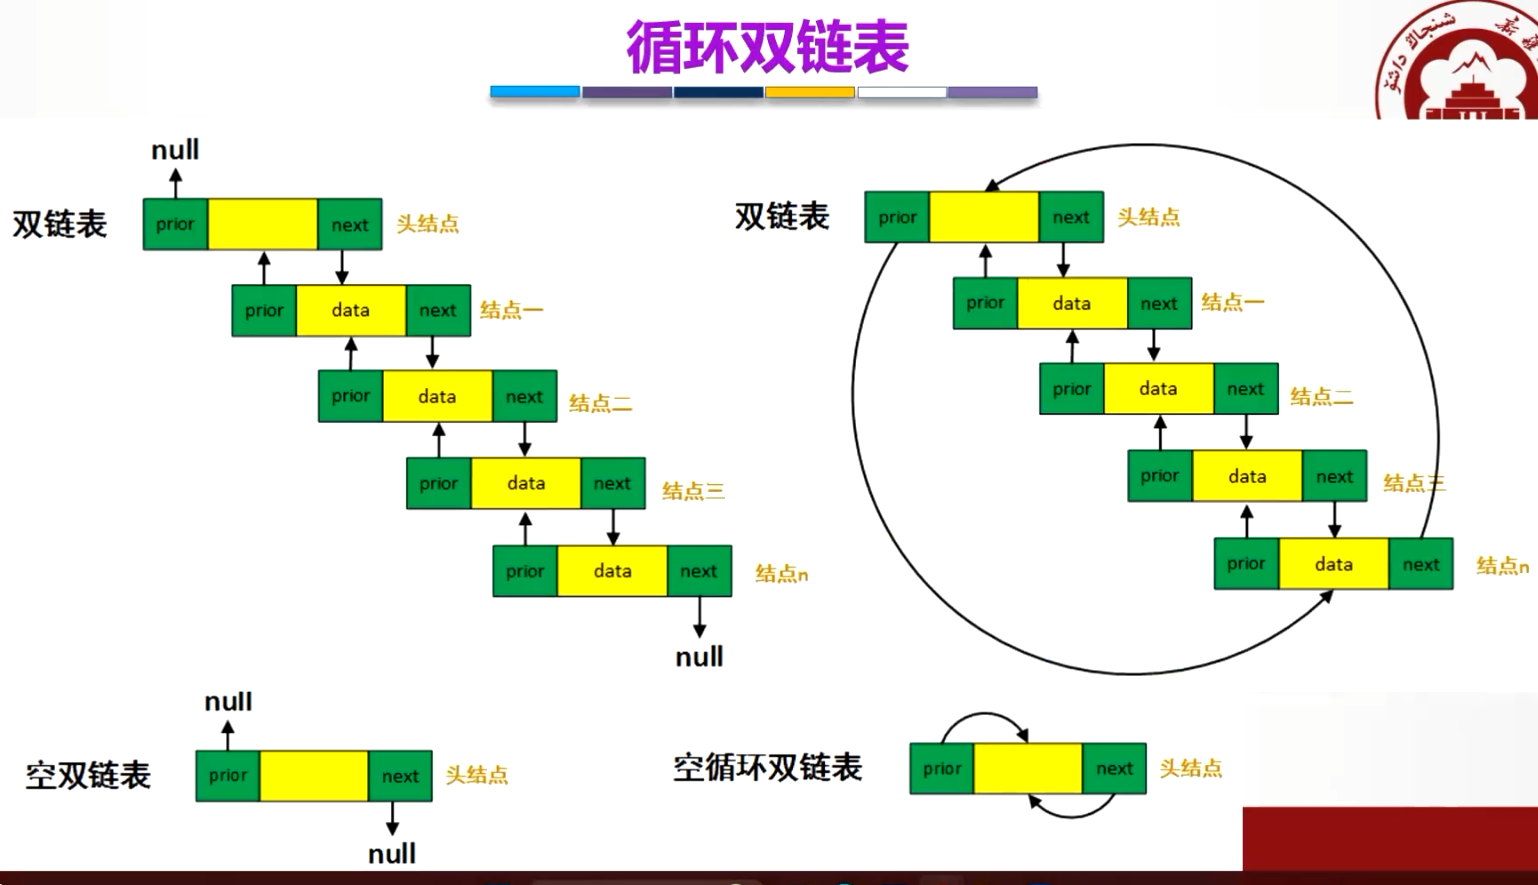 循环双链表
شىنجاڭ داشۆ
新疆
null
双链表
prior
next
头结点
prior
data
next
结点一
prior
data
next
结点二
prior
data
next
结点三
prior
data
next
结点n
null
双链表
prior
next
头结点
prior
data
next
结点一
prior
data
next
结点二
prior
data
next
结点三
prior
data
next
结点n
null
空双链表
prior
next
头结点
null
空循环双链表
prior
next
头结点